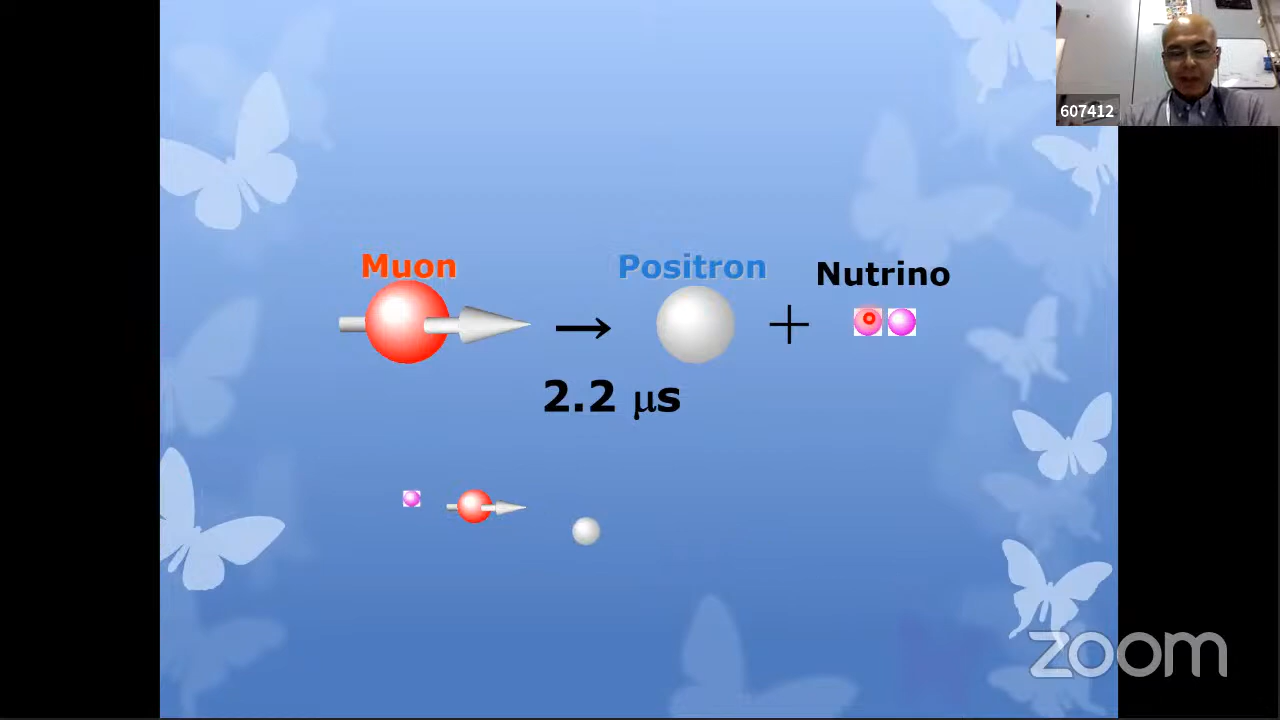 607412
Muon
Positron
Nutrino
→
+
2.2 μs
zoom